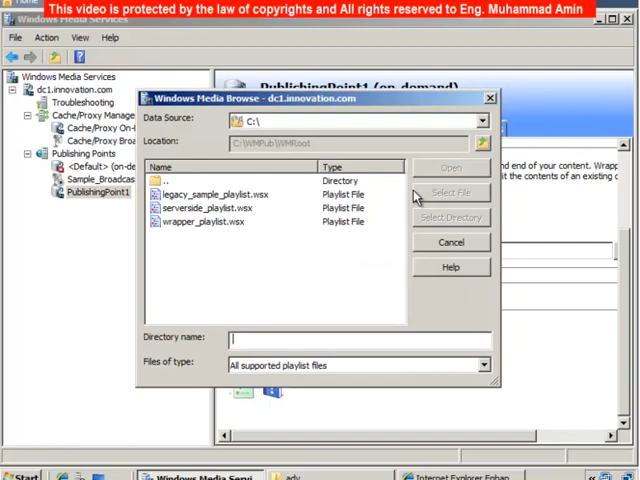 Home
This video is protected by the law of copyrights and All rights reserved to Eng. Muhammad Amin
Windows Media Services
File Action View Help
Windows Media Services
dc1.innovation.com
Troubleshooting
Cache/Proxy Manage
Cache/Proxy On-
Cache/Proxy Broa
Publishing Points
<Default> (on-dema
Sample_Broadcas
PublishingPoint1
PublishingPoint1 (on-demand)
nd end of your content. Wrapp
t the contents of an existing c
Windows Media Browse - dc1.innovation.com
Data Source: C:\
Location: C:\WMPub\WMRoot
Name Type
.. Directory
legacy_sample_playlist.wsx Playlist File
serverside_playlist.wsx Playlist File
wrapper_playlist.wsx Playlist File
Open
Select File
Select Directory
Cancel
Help
Directory name:
Files of type: All supported playlist files
Start
Windows Media Servi...
adv
Internet Explorer Enhan...